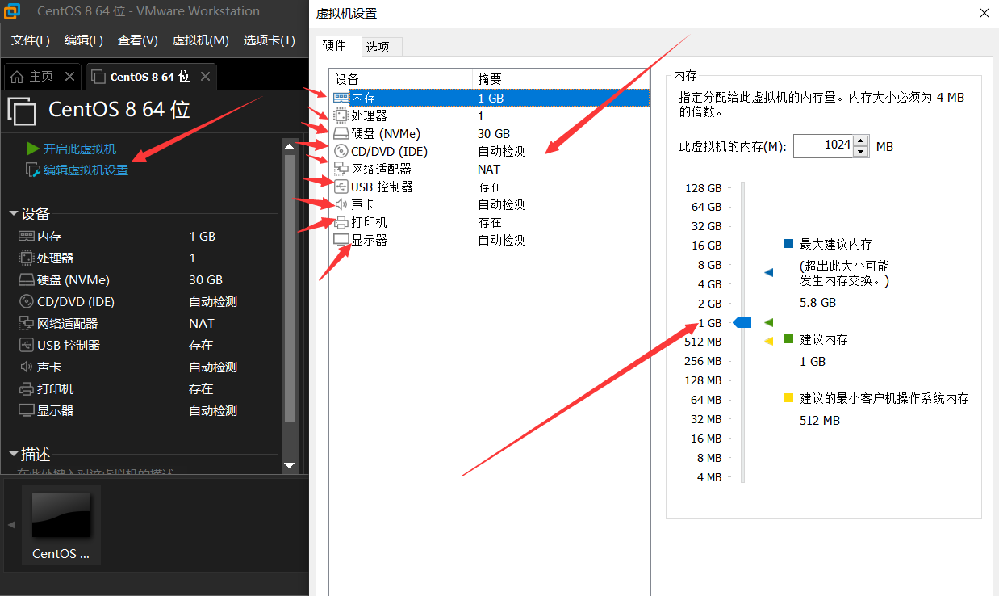 CentOS 8 64 位 - VMware Workstation
文件(F) 编辑(E) 查看(V) 虚拟机(M) 选项卡(T)
主页
CentOS 8 64 位
CentOS 8 64 位
开启此虚拟机
编辑虚拟机设置
设备
内存 1 GB
处理器 1
硬盘 (NVMe) 30 GB
CD/DVD (IDE) 自动检测
网络适配器 NAT
USB 控制器 存在
声卡 自动检测
打印机 存在
显示器 自动检测
描述
在此处键入对该虚拟机的描述
CentOS ...
虚拟机设置
硬件 选项
设备 摘要
内存 1 GB
处理器 1
硬盘 (NVMe) 30 GB
CD/DVD (IDE) 自动检测
网络适配器 NAT
USB 控制器 存在
声卡 自动检测
打印机 存在
显示器 自动检测
内存
指定分配给此虚拟机的内存量。内存大小必须为 4 MB
的倍数。
此虚拟机的内存(M): 1024 MB
128 GB
64 GB
32 GB
16 GB
8 GB
4 GB
2 GB
1 GB
512 MB
256 MB
128 MB
64 MB
32 MB
16 MB
8 MB
4 MB
最大建议内存
(超出此大小可能
发生内存交换。)
5.8 GB
建议内存
1 GB
建议的最小客户机操作系统内存
512 MB